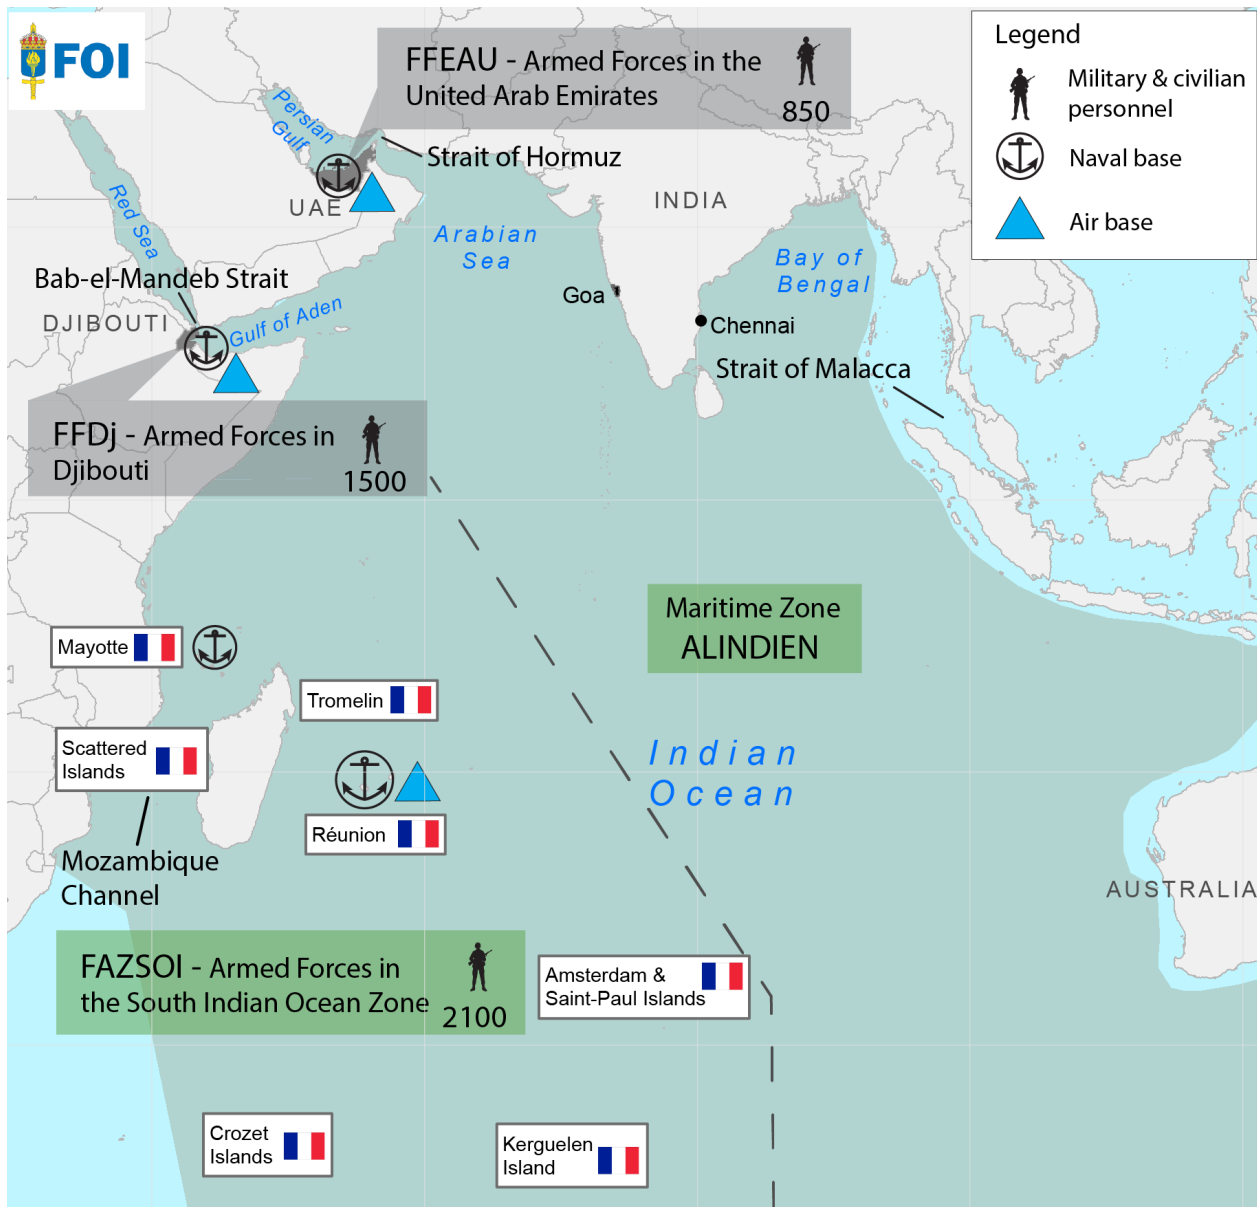 FOI
FFEAU - Armed Forces in the
United Arab Emirates
850
Legend
Military & civilian
personnel
Naval base
Air base
Persian
Gulf
Strait of Hormuz
UAE
INDIA
Red Sea
Arabian
Sea
Bay of
Bengal
Bab-el-Mandeb Strait
Goa
DJIBOUTI
Gulf of Aden
Chennai
Strait of Malacca
FFDj - Armed Forces in
Djibouti
1500
Maritime Zone
ALINDIEN
Mayotte
Tromelin
Scattered
Islands
Indian
Ocean
Réunion
Mozambique
Channel
AUSTRALIA
FAZSOI - Armed Forces in
the South Indian Ocean Zone
2100
Amsterdam &
Saint-Paul Islands
Crozet
Islands
Kerguelen
Island